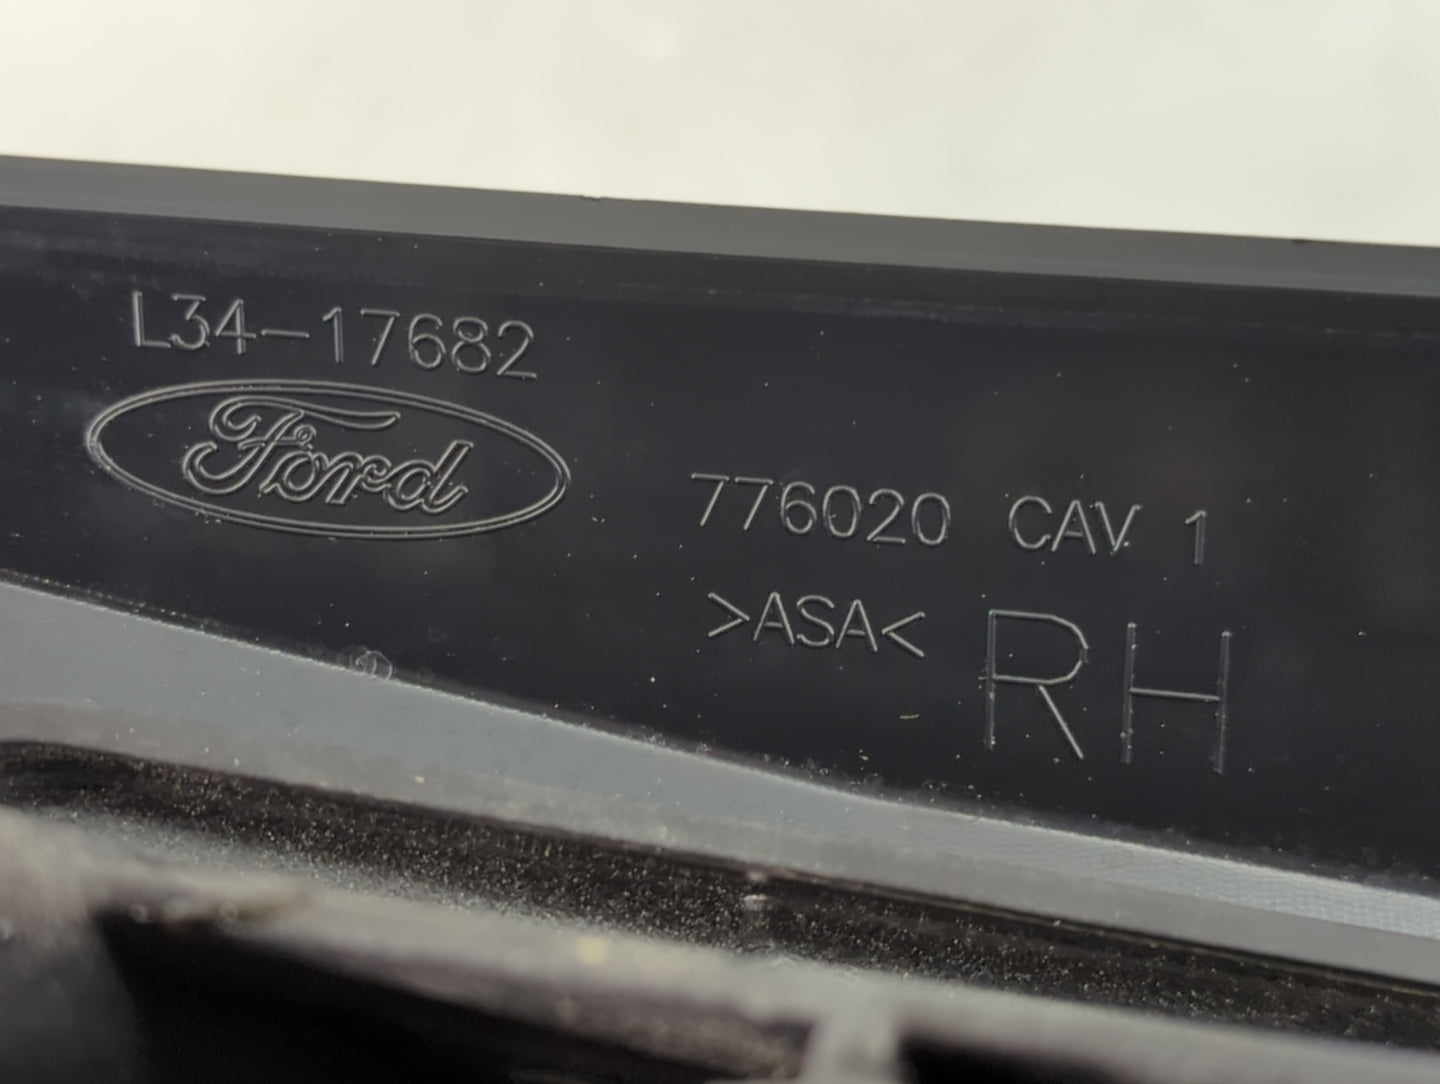 L34-17682
Ford
776020 CAV 1
>ASA<
RH